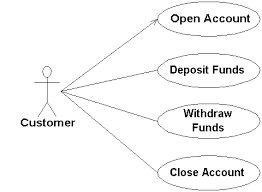 Open Account
Deposit Funds
Withdraw
Funds
Customer
Close Account